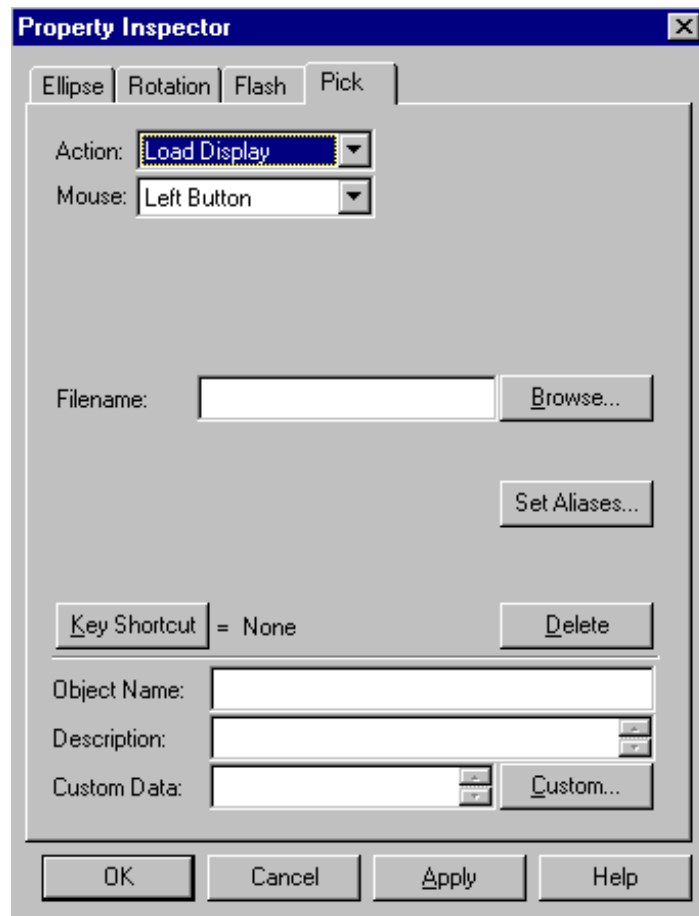 Property Inspector
Ellipse Rotation Flash Pick
Action: Load Display
Mouse: Left Button
Filename: Browse...
Set Aliases...
Key Shortcut = None Delete
Object Name:
Description:
Custom Data: Custom...
OK Cancel Apply Help